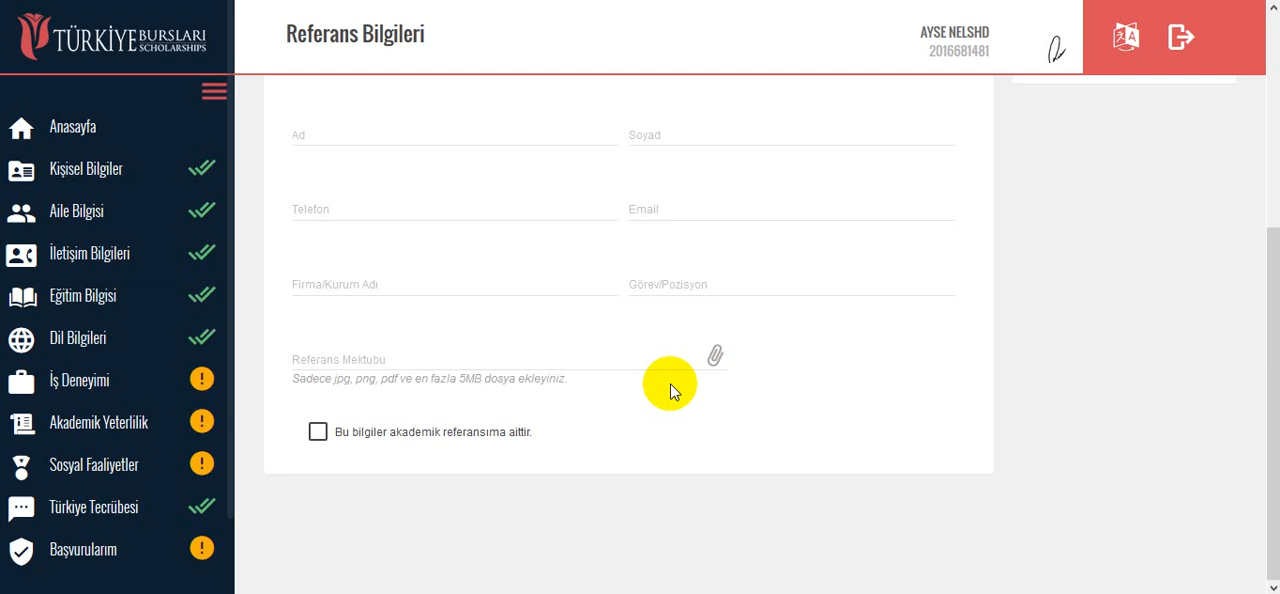 TÜRKİYE BURSLARI
SCHOLARSHIPS
Referans Bilgileri
AYSE NELSHD
2016681481
Anasayfa
Kişisel Bilgiler
Aile Bilgisi
İletişim Bilgileri
Eğitim Bilgisi
Dil Bilgileri
İş Deneyimi
Akademik Yeterlilik
Sosyal Faaliyetler
Türkiye Tecrübesi
Başvurularım
Ad
Soyad
Telefon
Email
Firma/Kurum Adı
Görev/Pozisyon
Referans Mektubu
Sadece jpg, png, pdf ve en fazla 5MB dosya ekleyiniz.
Bu bilgiler akademik referansıma aittir.